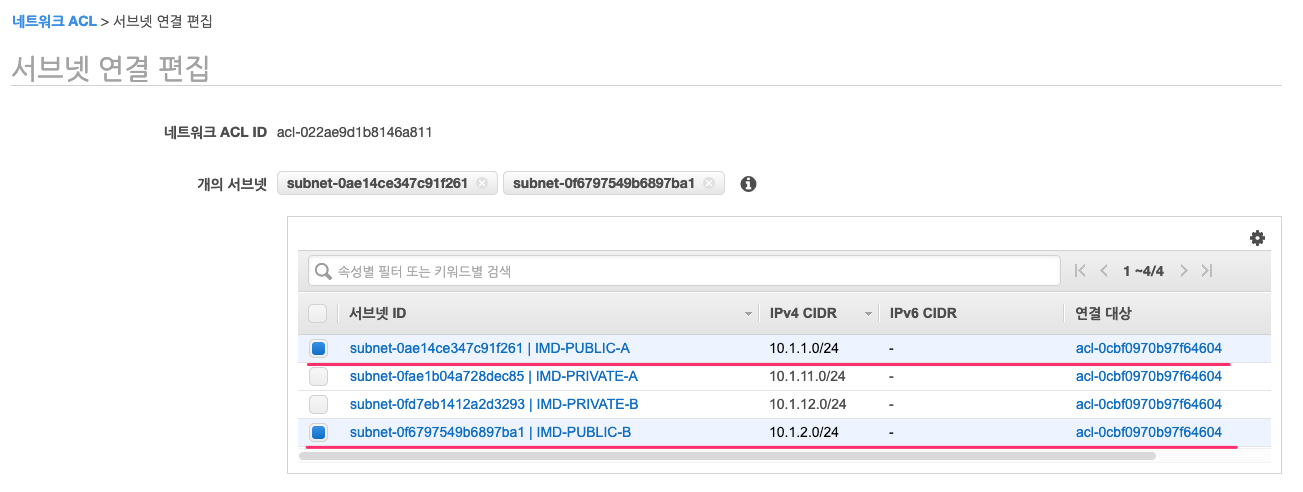 네트워크 ACL > 서브넷 연결 편집
서브넷 연결 편집
네트워크 ACL ID acl-022ae9d1b8146a811
개의 서브넷 subnet-0ae14ce347c91f261 subnet-0f6797549b6897ba1
속성별 필터 또는 키워드별 검색 1 ~4/4
서브넷 ID IPv4 CIDR IPv6 CIDR 연결 대상
subnet-0ae14ce347c91f261 | IMD-PUBLIC-A 10.1.1.0/24 - acl-0cbf0970b97f64604
subnet-0fae1b04a728dec85 | IMD-PRIVATE-A 10.1.11.0/24 - acl-0cbf0970b97f64604
subnet-0fd7eb1412a2d3293 | IMD-PRIVATE-B 10.1.12.0/24 - acl-0cbf0970b97f64604
subnet-0f6797549b6897ba1 | IMD-PUBLIC-B 10.1.2.0/24 - acl-0cbf0970b97f64604